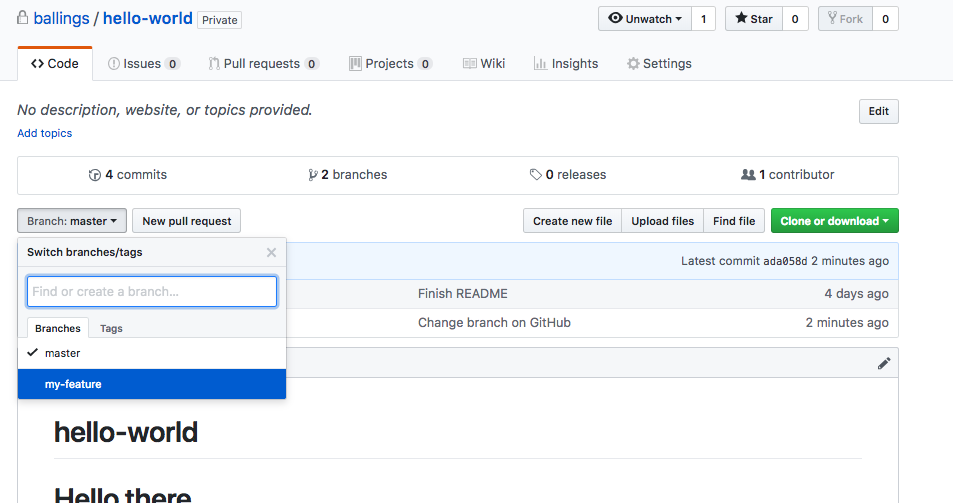 ballings / hello-world Private Unwatch 1 Star 0 Fork 0
Code Issues 0 Pull requests 0 Projects 0 Wiki Insights Settings
No description, website, or topics provided. Edit
Add topics
4 commits 2 branches 0 releases 1 contributor
Branch: master New pull request Create new file Upload files Find file Clone or download
Switch branches/tags
Latest commit ada058d 2 minutes ago
Find or create a branch...
Finish README 4 days ago
Branches Tags
Change branch on GitHub 2 minutes ago
master
my-feature
hello-world
Hello there